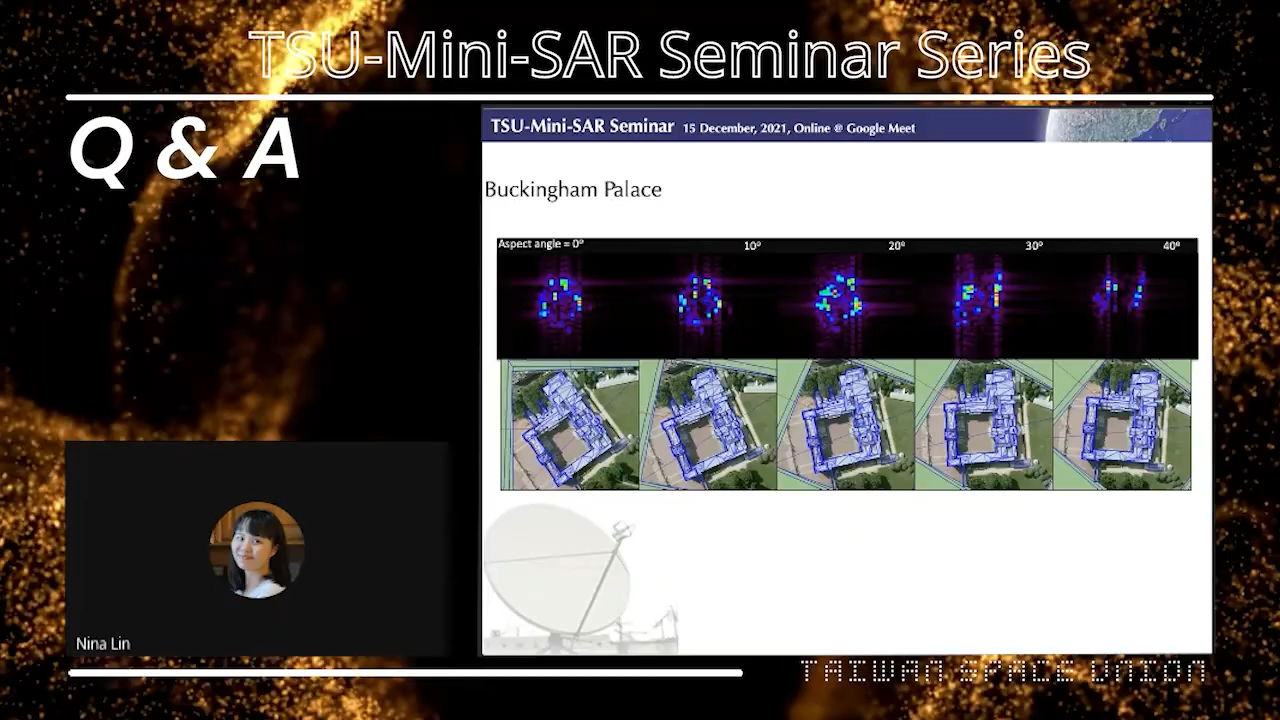 TSU-Mini-SAR Seminar Series
Q & A
TSU-Mini-SAR Seminar 15 December, 2021, Online @ Google Meet
Buckingham Palace
Aspect angle = 0° 10° 20° 30° 40°
Nina Lin
TAIWAN SPACE UNION